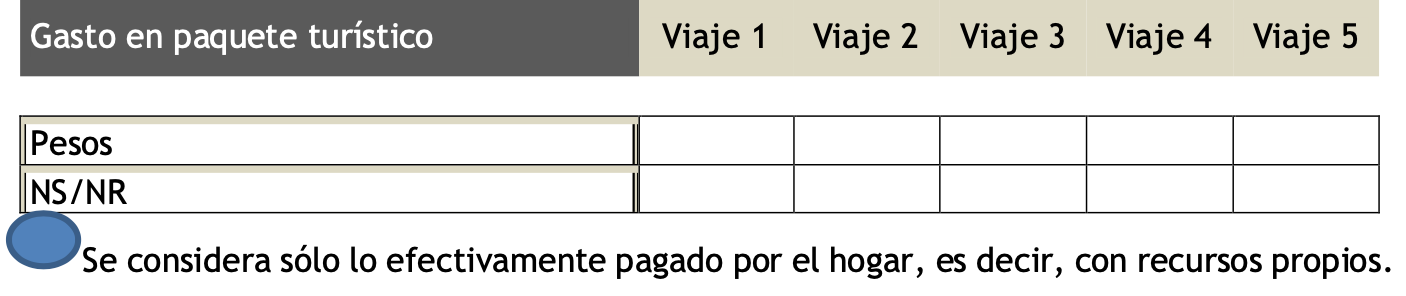 Gasto en paquete turístico Viaje 1 Viaje 2 Viaje 3 Viaje 4 Viaje 5
Pesos
NS/NR
Se considera sólo lo efectivamente pagado por el hogar, es decir, con recursos propios.